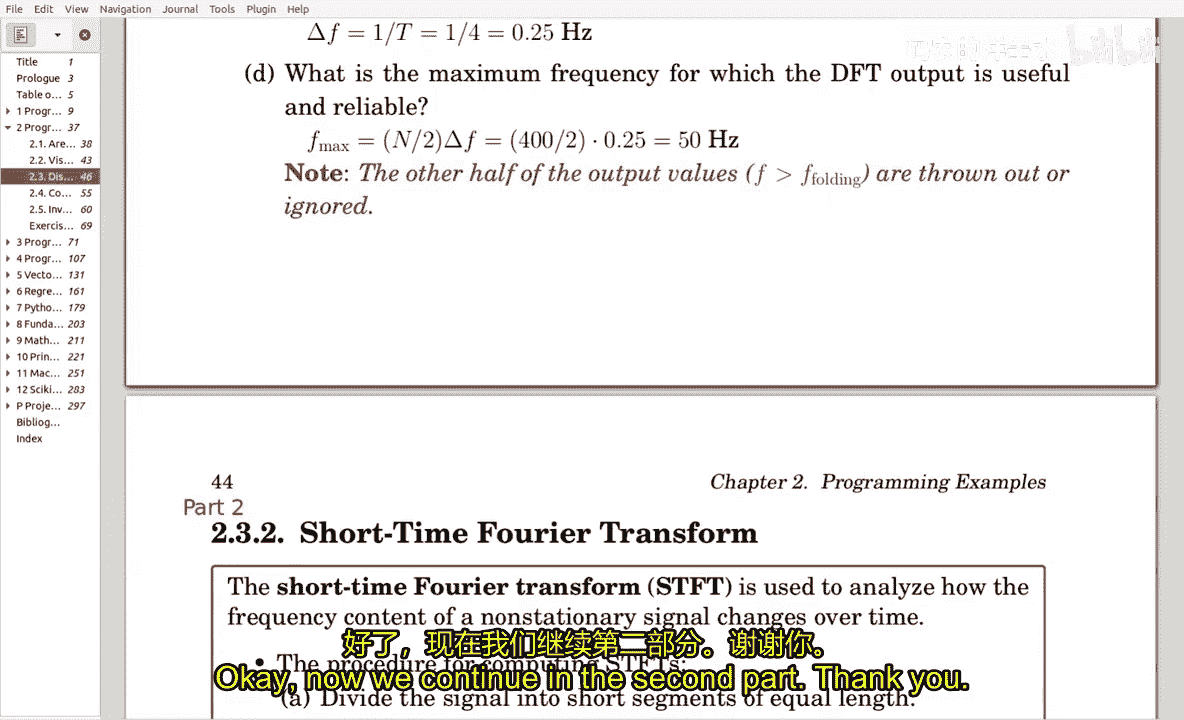 File Edit View Navigation Journal Tools Plugin Help
Title 1
Prologue 3
Table o... 5
1 Progr... 9
2 Progr... 37
2.1. Are... 38
2.2. Vis... 43
2.3. Dis... 46
2.4. Co... 55
2.5. Inv... 60
Exercis... 69
3 Progr... 71
4 Progr... 107
5 Vecto... 131
6 Regre... 161
7 Pytho... 179
8 Funda... 203
9 Math... 211
10 Prin... 221
11 Mac... 251
12 Sciki... 283
P Proje... 297
Bibliog...
Index
Δf = 1/T = 1/4 = 0.25 Hz
(d) What is the maximum frequency for which the DFT output is useful
and reliable?
f_max = (N/2)Δf = (400/2) · 0.25 = 50 Hz
Note: The other half of the output values (f > f_folding) are thrown out or
ignored.
44 Chapter 2. Programming Examples
Part 2
2.3.2. Short-Time Fourier Transform
The short-time Fourier transform (STFT) is used to analyze how the
frequency content of a nonstationary signal changes over time.
• The procedure for computing STFTs:
(a) Divide the signal into short segments of equal length.
好了，现在我们继续第二部分。谢谢你。
Okay, now we continue in the second part. Thank you.